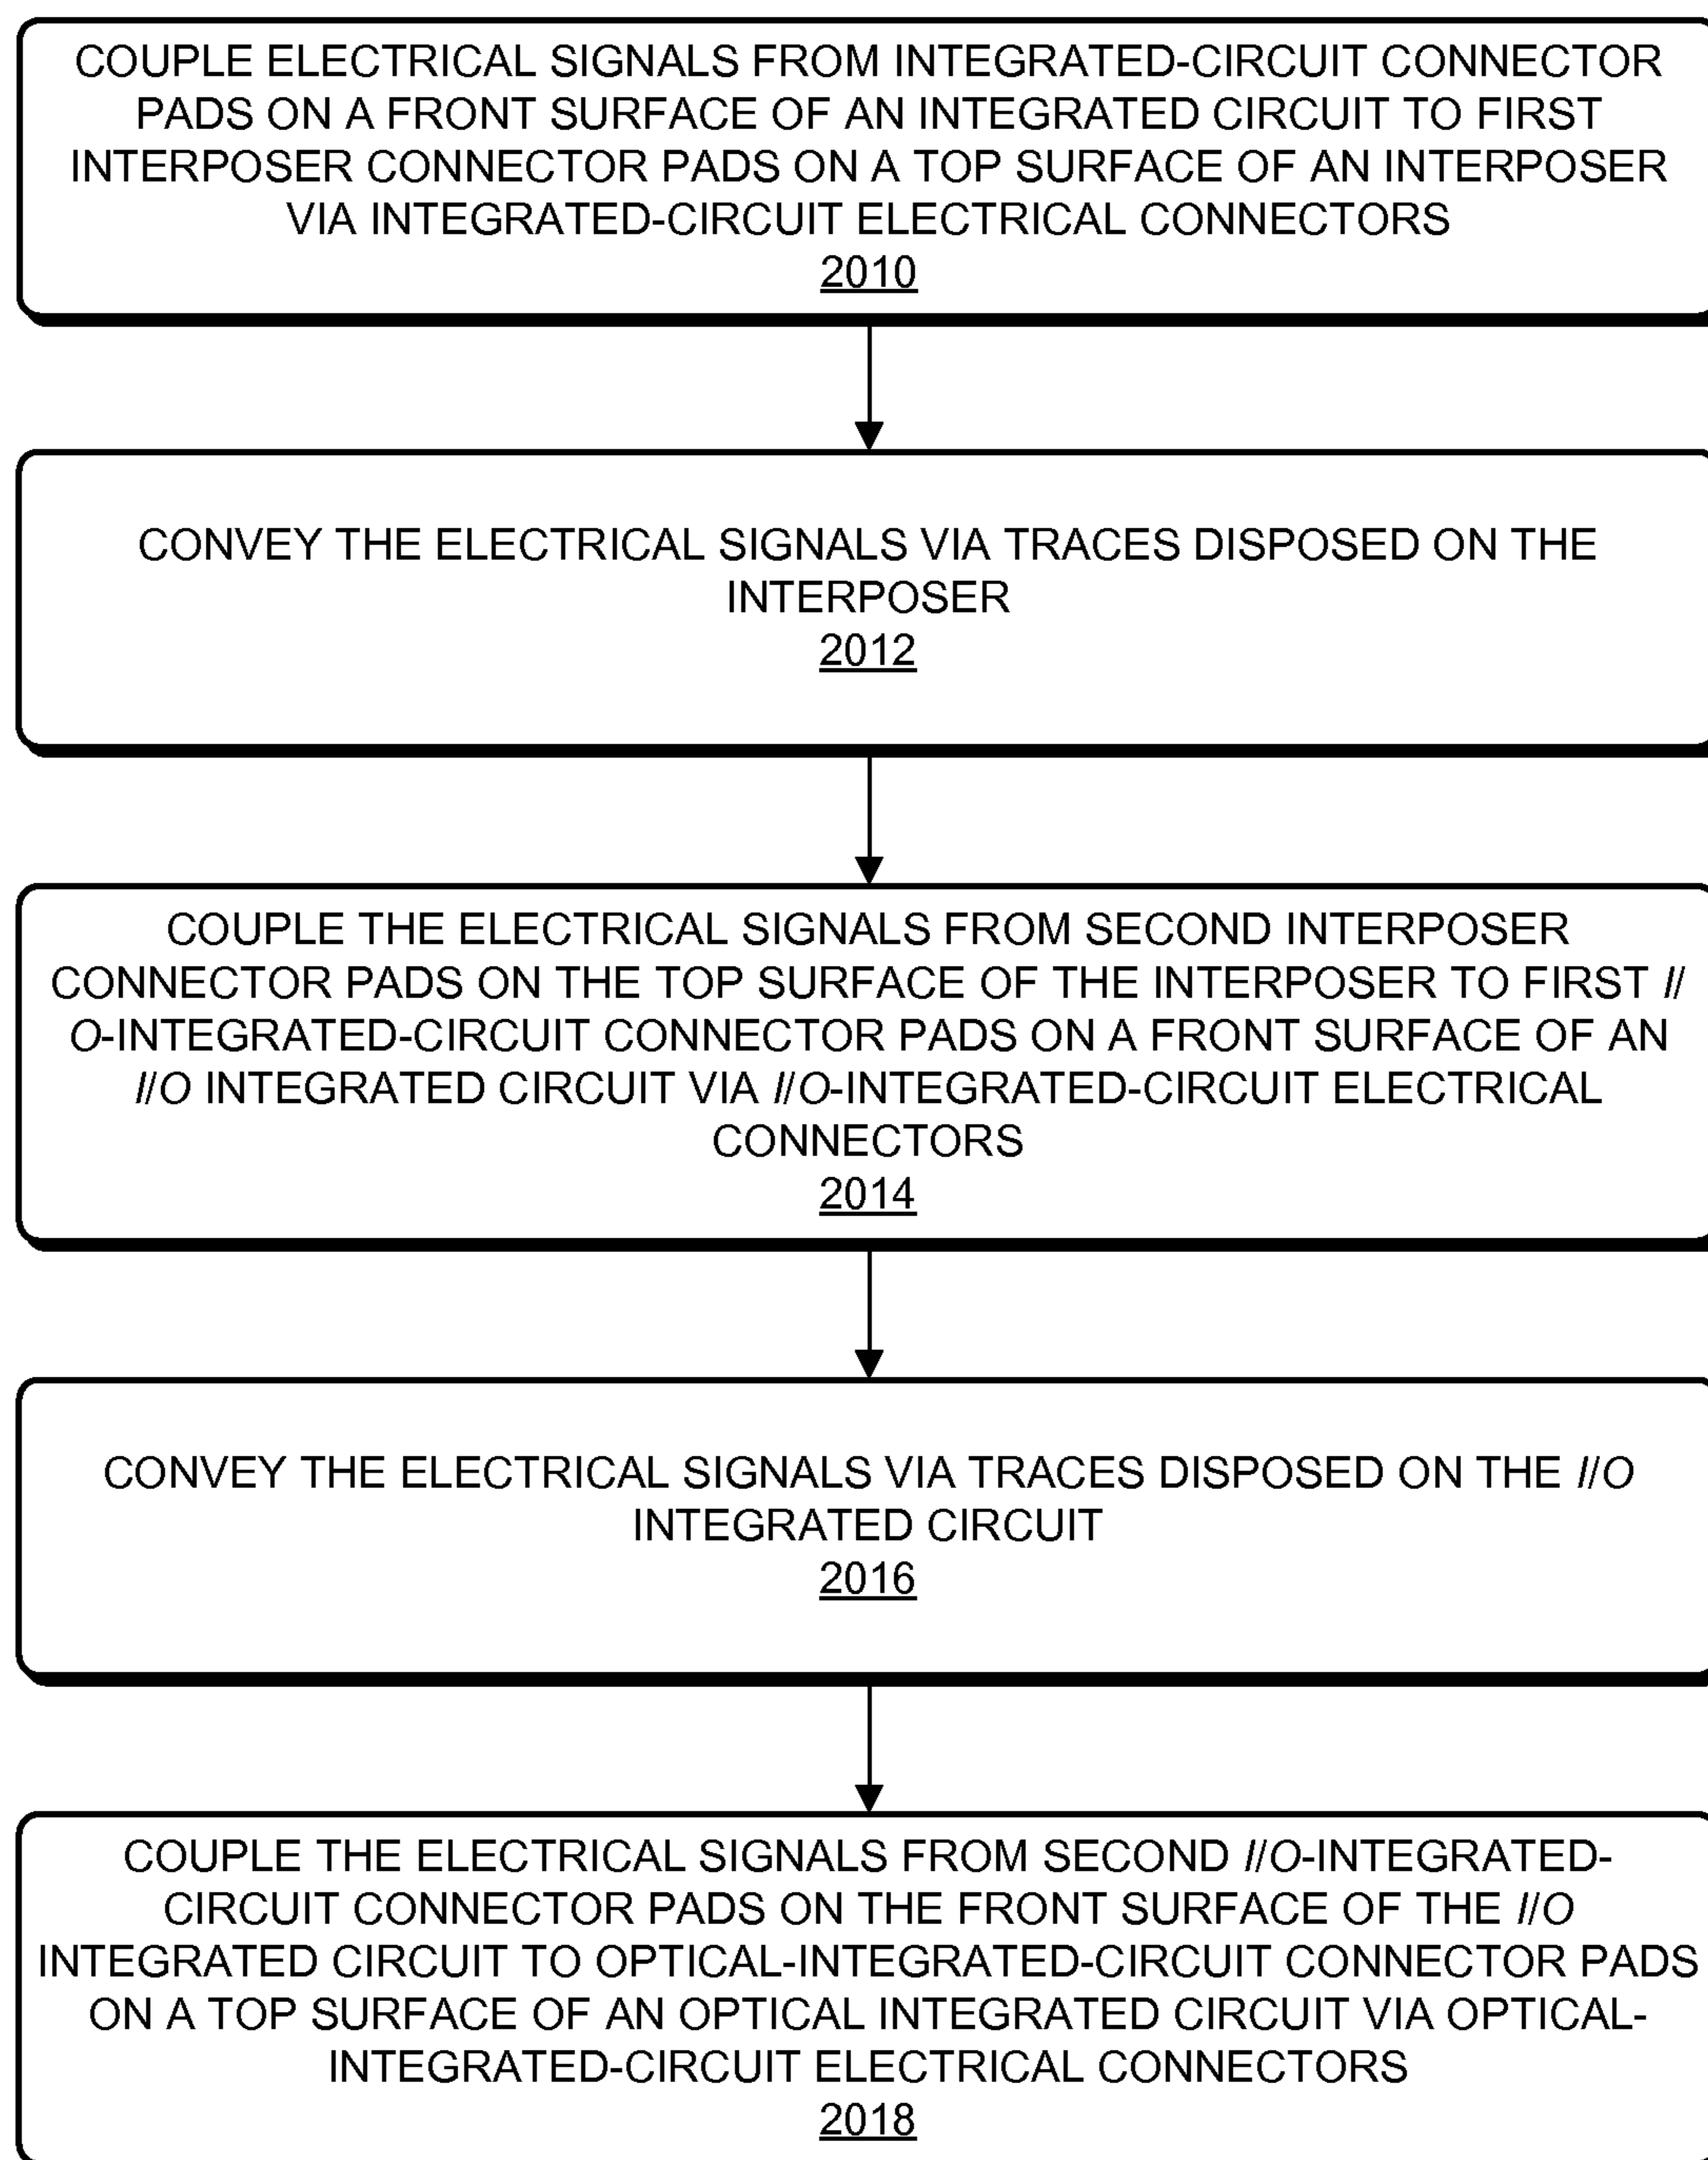 COUPLE ELECTRICAL SIGNALS FROM INTEGRATED-CIRCUIT CONNECTOR
PADS ON A FRONT SURFACE OF AN INTEGRATED CIRCUIT TO FIRST
INTERPOSER CONNECTOR PADS ON A TOP SURFACE OF AN INTERPOSER
VIA INTEGRATED-CIRCUIT ELECTRICAL CONNECTORS
2010
CONVEY THE ELECTRICAL SIGNALS VIA TRACES DISPOSED ON THE
INTERPOSER
2012
COUPLE THE ELECTRICAL SIGNALS FROM SECOND INTERPOSER
CONNECTOR PADS ON THE TOP SURFACE OF THE INTERPOSER TO FIRST I/
O-INTEGRATED-CIRCUIT CONNECTOR PADS ON A FRONT SURFACE OF AN
I/O INTEGRATED CIRCUIT VIA I/O-INTEGRATED-CIRCUIT ELECTRICAL
CONNECTORS
2014
CONVEY THE ELECTRICAL SIGNALS VIA TRACES DISPOSED ON THE I/O
INTEGRATED CIRCUIT
2016
COUPLE THE ELECTRICAL SIGNALS FROM SECOND I/O-INTEGRATED-
CIRCUIT CONNECTOR PADS ON THE FRONT SURFACE OF THE I/O
INTEGRATED CIRCUIT TO OPTICAL-INTEGRATED-CIRCUIT CONNECTOR PADS
ON A TOP SURFACE OF AN OPTICAL INTEGRATED CIRCUIT VIA OPTICAL-
INTEGRATED-CIRCUIT ELECTRICAL CONNECTORS
2018